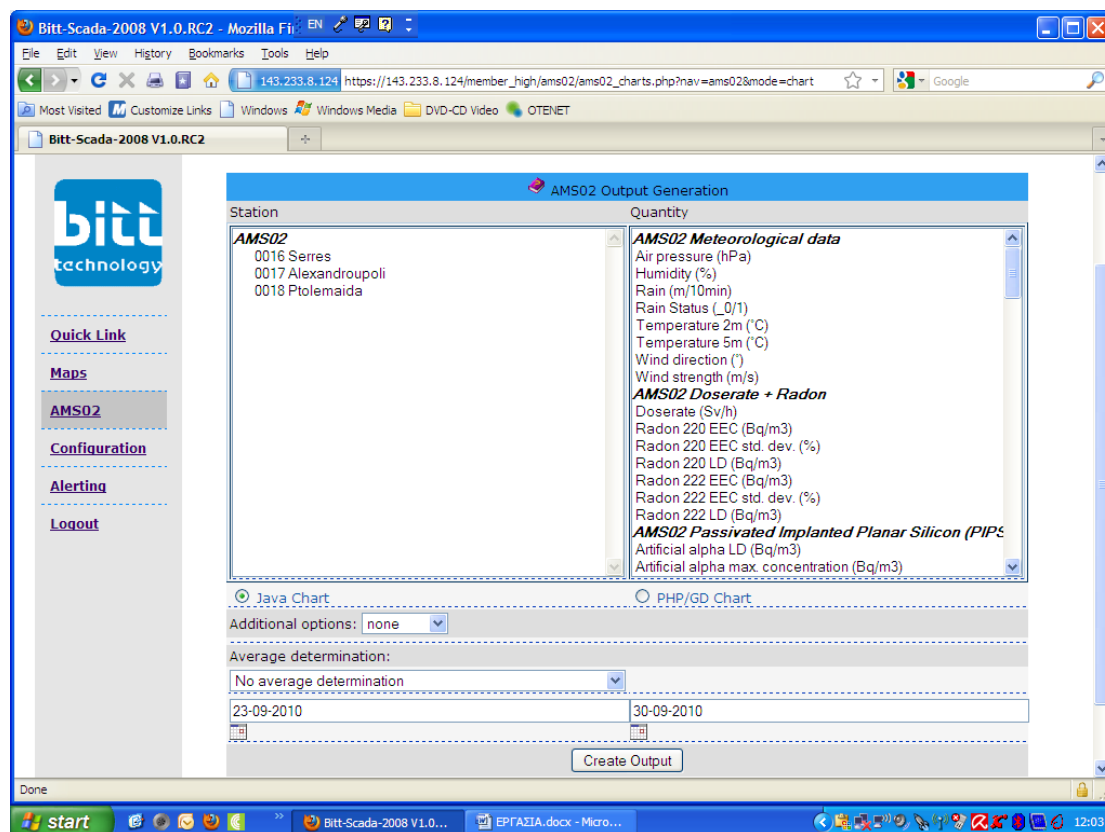 Bitt-Scada-2008 V1.0.RC2 - Mozilla Fi
EN
File Edit View History Bookmarks Tools Help
143.233.8.124 https://143.233.8.124/member_high/ams02/ams02_charts.php?nav=ams02&mode=chart
Google
Most Visited Customize Links Windows Windows Media DVD-CD Video OTENET
Bitt-Scada-2008 V1.0.RC2
bitt
technology
Quick Link
Maps
AMS02
Configuration
Alerting
Logout
AMS02 Output Generation
Station Quantity
AMS02
0016 Serres
0017 Alexandroupoli
0018 Ptolemaida
AMS02 Meteorological data
Air pressure (hPa)
Humidity (%)
Rain (m/10min)
Rain Status (_0/1)
Temperature 2m (°C)
Temperature 5m (°C)
Wind direction (°)
Wind strength (m/s)
AMS02 Doserate + Radon
Doserate (Sv/h)
Radon 220 EEC (Bq/m3)
Radon 220 EEC std. dev. (%)
Radon 220 LD (Bq/m3)
Radon 222 EEC (Bq/m3)
Radon 222 EEC std. dev. (%)
Radon 222 LD (Bq/m3)
AMS02 Passivated Implanted Planar Silicon (PIPS
Artificial alpha LD (Bq/m3)
Artificial alpha max. concentration (Bq/m3)
Java Chart PHP/GD Chart
Additional options: none
Average determination:
No average determination
23-09-2010 30-09-2010
Create Output
Done
start Bitt-Scada-2008 V1.0... ΕΡΓΑΣΙΑ.docx - Micro... 12:03